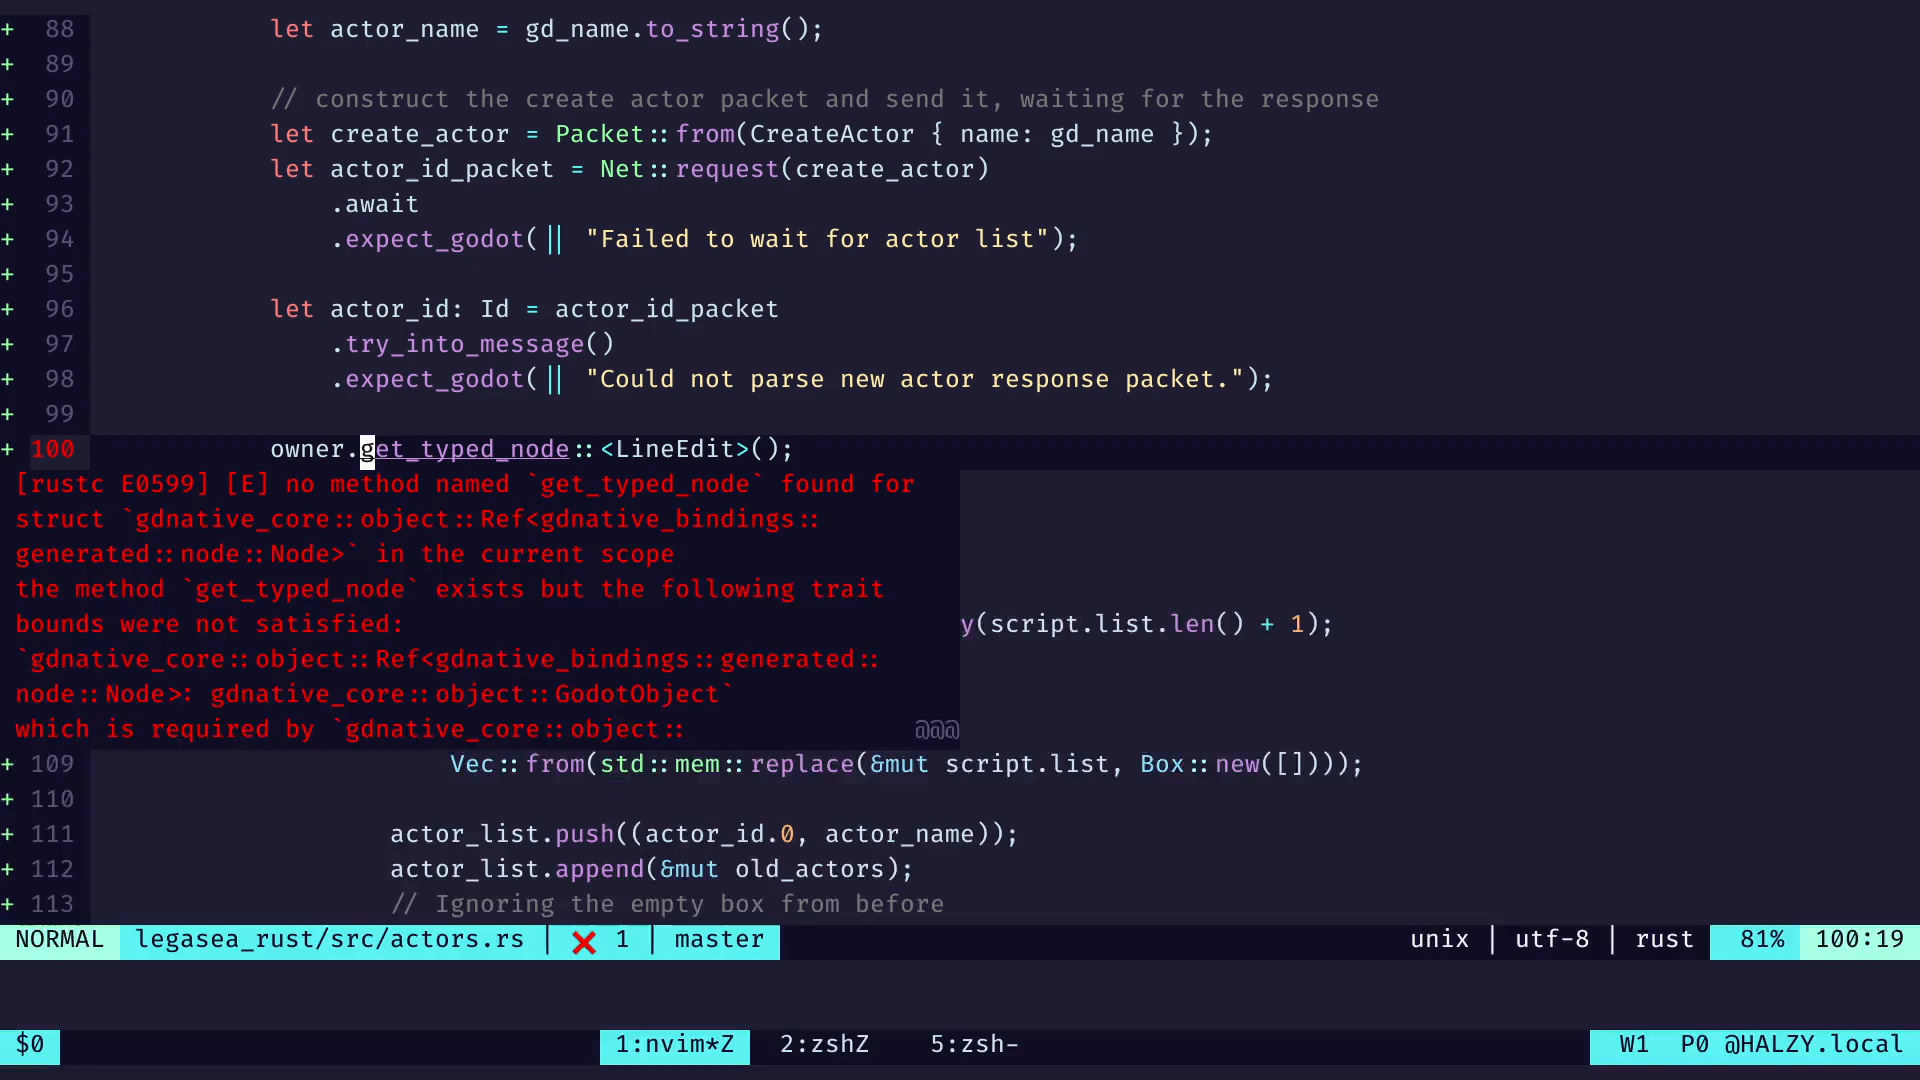 + 88 let actor_name = gd_name.to_string();
+ 89
+ 90 // construct the create actor packet and send it, waiting for the response
+ 91 let create_actor = Packet::from(CreateActor { name: gd_name });
+ 92 let actor_id_packet = Net::request(create_actor)
+ 93 .await
+ 94 .expect_godot(|| "Failed to wait for actor list");
+ 95
+ 96 let actor_id: Id = actor_id_packet
+ 97 .try_into_message()
+ 98 .expect_godot(|| "Could not parse new actor response packet.");
+ 99
+ 100 owner.get_typed_node::<LineEdit>();
[rustc E0599] [E] no method named `get_typed_node` found for
struct `gdnative_core::object::Ref<gdnative_bindings::
generated::node::Node>` in the current scope
the method `get_typed_node` exists but the following trait
bounds were not satisfied:
y(script.list.len() + 1);
`gdnative_core::object::Ref<gdnative_bindings::generated::
node::Node>: gdnative_core::object::GodotObject`
which is required by `gdnative_core::object:: @@@
+ 109 Vec::from(std::mem::replace(&mut script.list, Box::new([])));
+ 110
+ 111 actor_list.push((actor_id.0, actor_name));
+ 112 actor_list.append(&mut old_actors);
+ 113 // Ignoring the empty box from before
NORMAL legasea_rust/src/actors.rs | ❌ 1 | master unix | utf-8 | rust 81% 100:19
$0 1:nvim*Z 2:zshZ 5:zsh- W1 P0 @HALZY.local